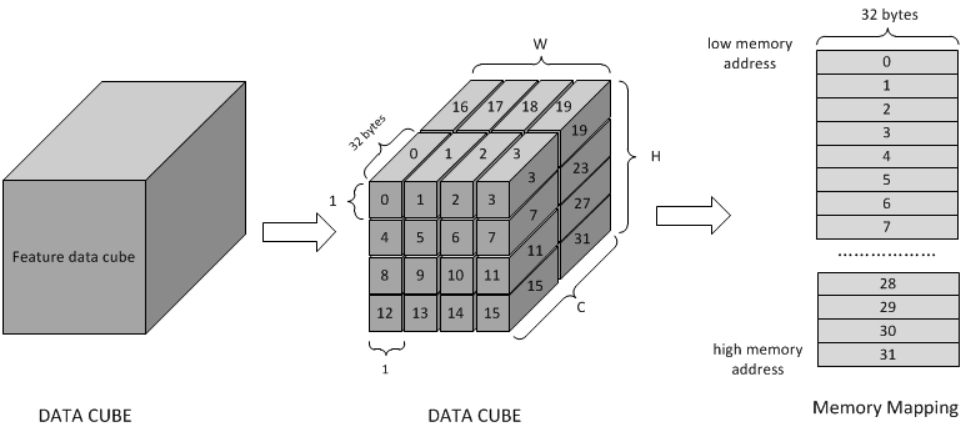 Feature data cube
DATA CUBE
W
16 17 18 19
32 bytes
0 1 2 3
19
H
1
0 1 2 3
3
23
4 5 6 7
7
27
8 9 10 11
11
31
12 13 14 15
15
C
1
DATA CUBE
32 bytes
low memory
address
0
1
2
3
4
5
6
7
..................
28
29
30
31
high memory
address
Memory Mapping